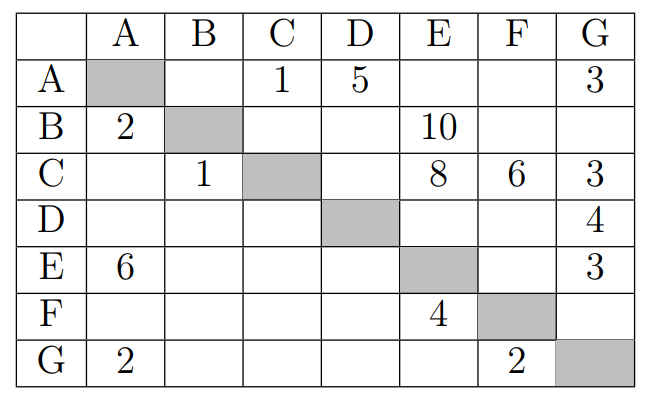 A B C D E F G
A 1 5 3
B 2 10
C 1 8 6 3
D 4
E 6 3
F 4
G 2 2